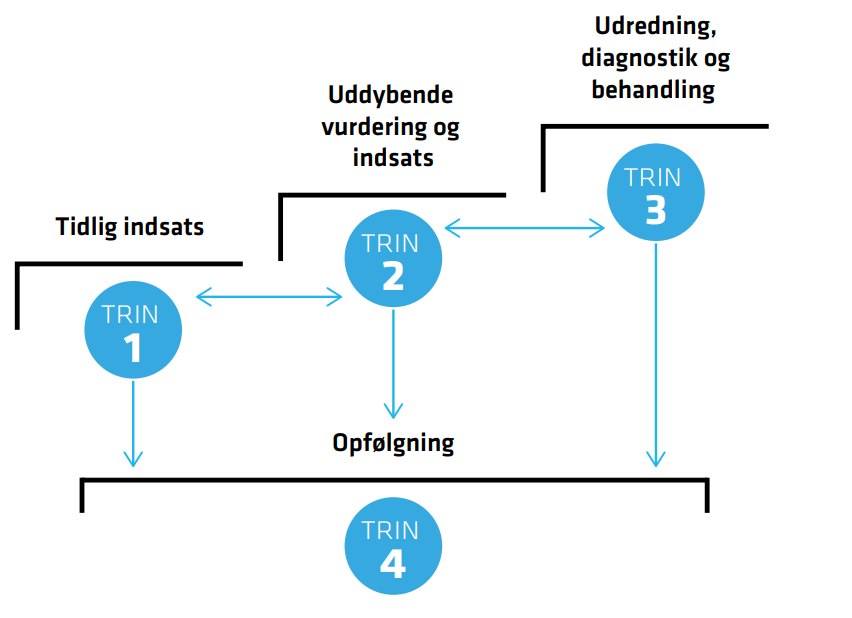 Udredning,
diagnostik og
behandling
Uddybende
vurdering og
indsats
Tidlig indsats
TRIN
3
TRIN
2
TRIN
1
Opfølgning
TRIN
4